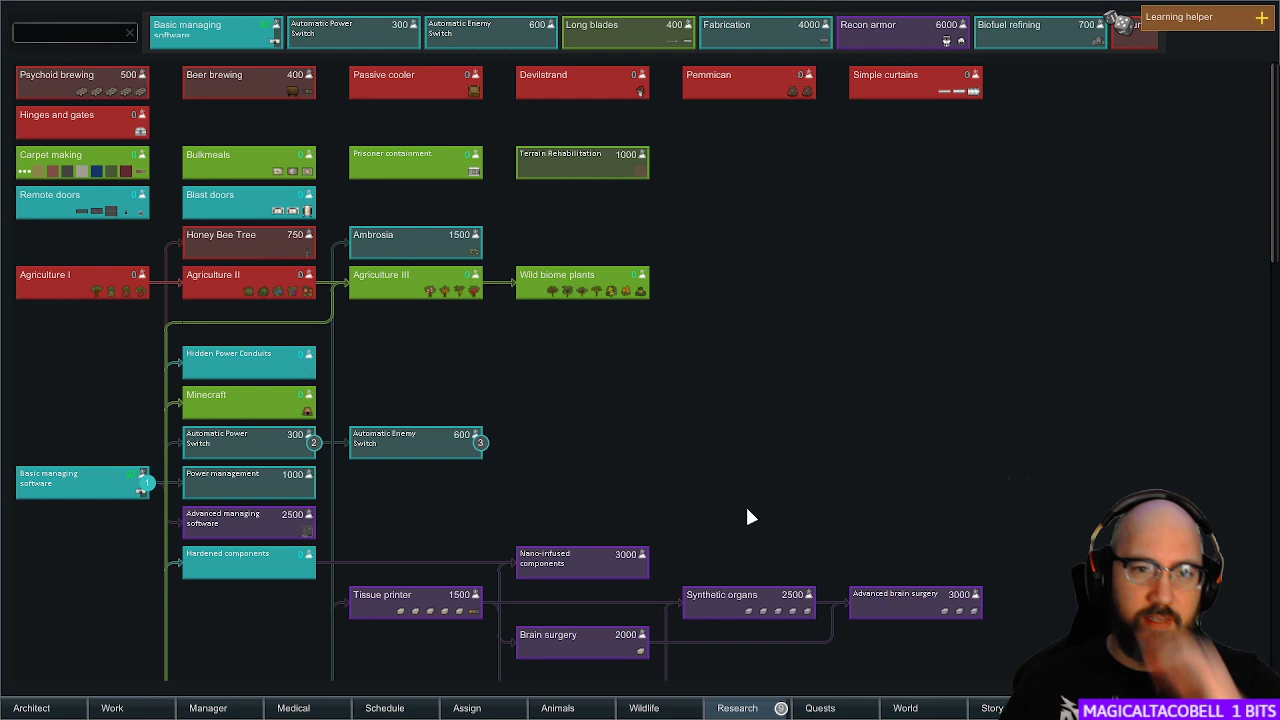 Basic managing software
Automatic Power Switch 300
Automatic Enemy Switch 600
Long blades 400
Fabrication 4000
Recon armor 6000
Biofuel refining 700
Learning helper
Psychoid brewing 500
Beer brewing 400
Passive cooler 0
Devilstrand 0
Pemmican 0
Simple curtains 0
Hinges and gates 0
Carpet making 0
Bulkmeals 0
Prisoner containment 0
Terrain Rehabilitation 1000
Remote doors 0
Blast doors 0
Honey Bee Tree 750
Ambrosia 1500
Agriculture I 0
Agriculture II 0
Agriculture III 0
Wild biome plants 0
Hidden Power Conduits 0
Minecraft 0
Automatic Power Switch 300 2
Automatic Enemy Switch 600 3
Basic managing software 1
Power management 1000
Advanced managing software 2500
Hardened components 0
Nano-infused components 3000
Tissue printer 1500
Synthetic organs 2500
Advanced brain surgery 3000
Brain surgery 2000
Architect
Work
Manager
Medical
Schedule
Assign
Animals
Wildlife
Research
Quests
World
Story
MAGICALTACOBELL 1 BITS